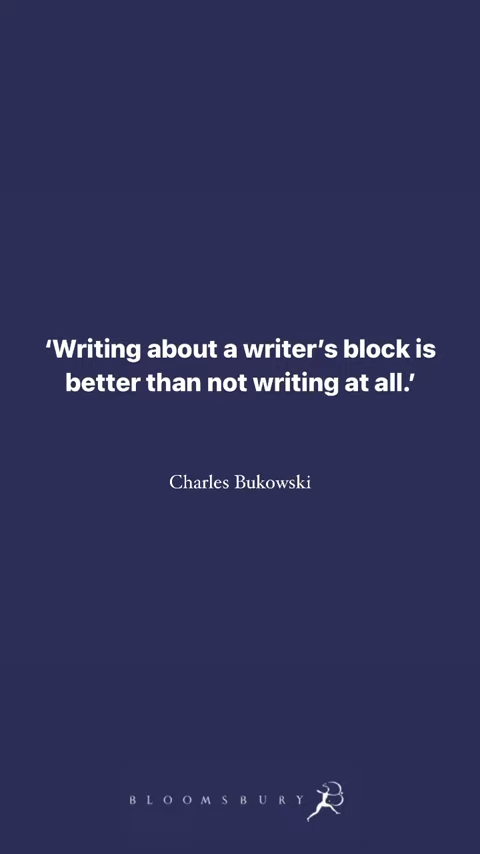 ‘Writing about a writer’s block is
better than not writing at all.’
Charles Bukowski
BLOOMSBURY